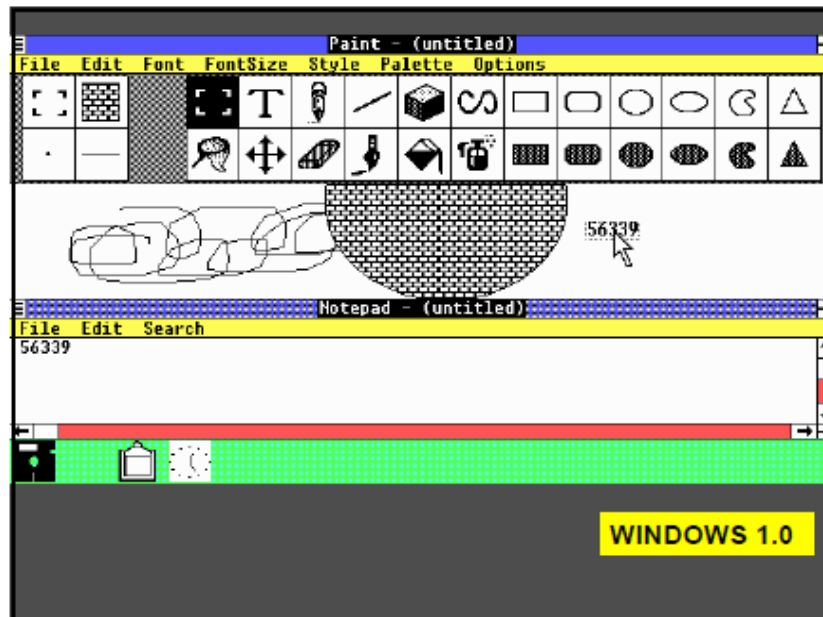 Paint - (untitled)
File Edit Font FontSize Style Palette Options
T
56339
Notepad - (untitled)
File Edit Search
56339
WINDOWS 1.0